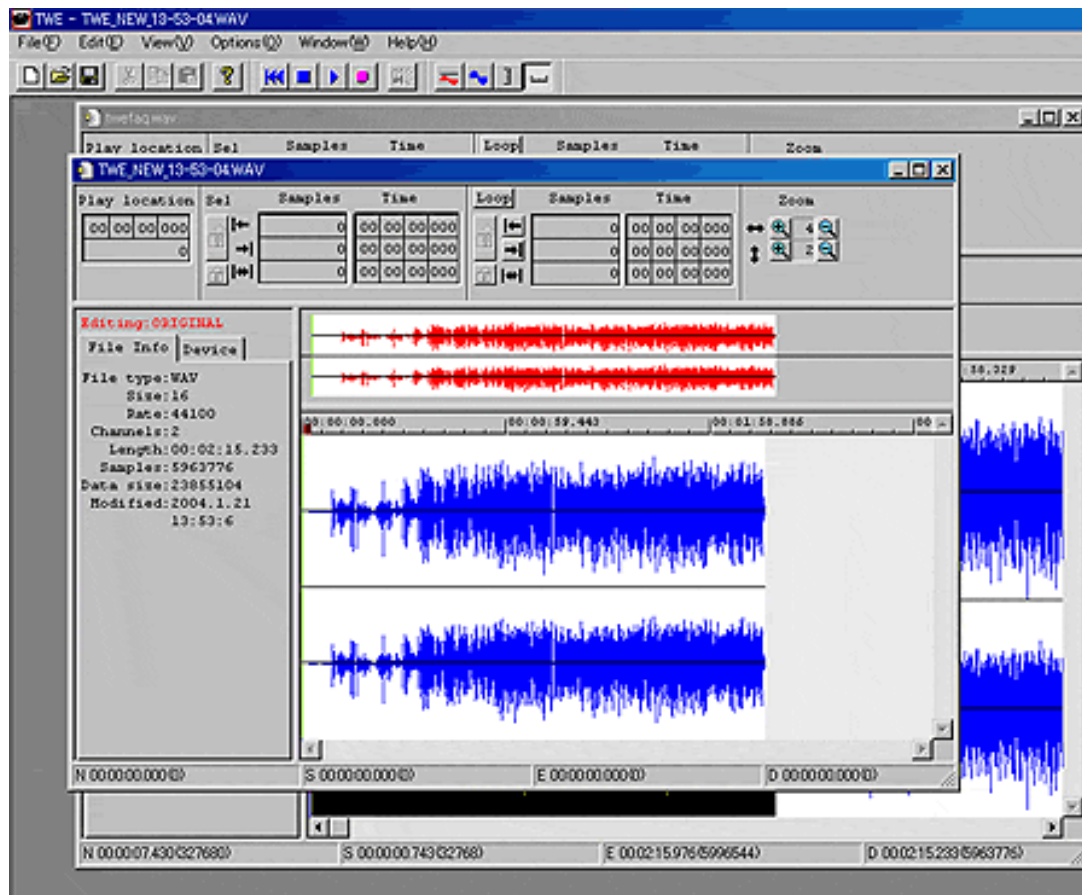 TWE - TWE_NEW_13-53-04.WAV
File(F) Edit(E) View(V) Options(O) Window(W) Help(H)
twefaq.wav
Play location Sel Samples Time Loop Samples Time Zoom
TWE_NEW_13-53-04.WAV
Play location Sel Samples Time Loop Samples Time Zoom
00 00 00 000 0 00 00 00 000 0 00 00 00 000 4
0 0 00 00 00 000 0 00 00 00 000 2
0 00 00 00 000 0 00 00 00 000
Editing:ORIGINAL
File Info Device
File type:WAV
Size:16
Rate:44100
Channels:2
Length:00:02:15.233
Samples:5963776
Data size:23855104
Modified:2004.1.21
13:53:6
:58.329
00:00:00.000 00:00:59.443 00:01:58.886 00
N 00:00:00.000(0) S 00:00:00.000(0) E 00:00:00.000(0) D 00:00:00.000(0)
N 00:00:07.430(327680) S 00:00:00.743(32768) E 00:02:15.976(5996544) D 00:02:15.233(5963776)